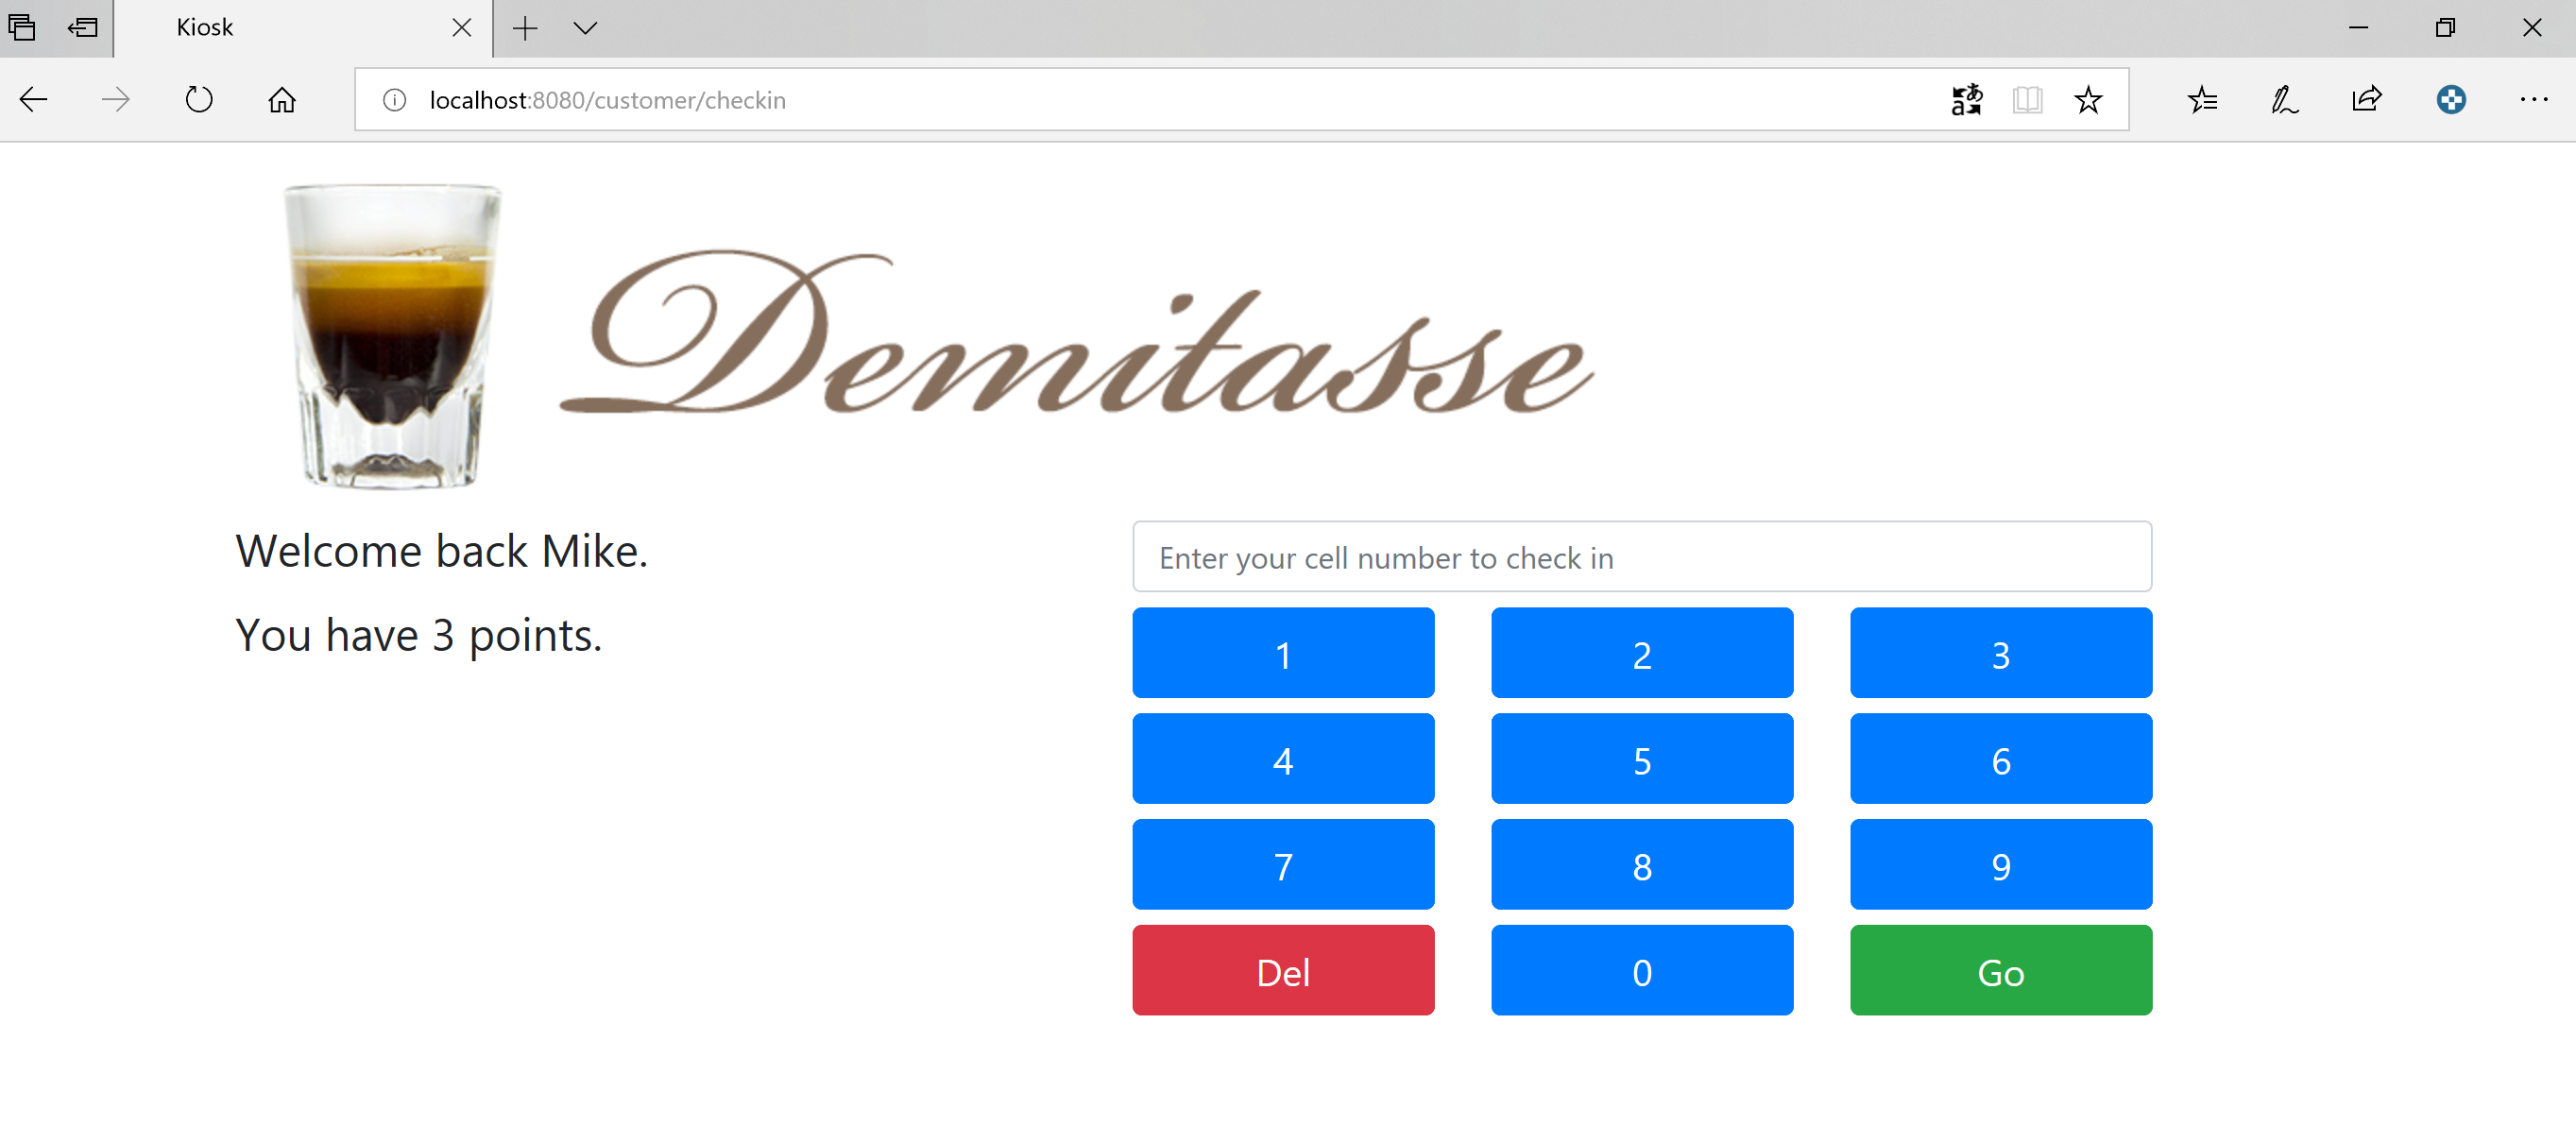 Kiosk
localhost:8080/customer/checkin
Demitasse
Welcome back Mike.
You have 3 points.
Enter your cell number to check in
1 2 3
4 5 6
7 8 9
Del 0 Go